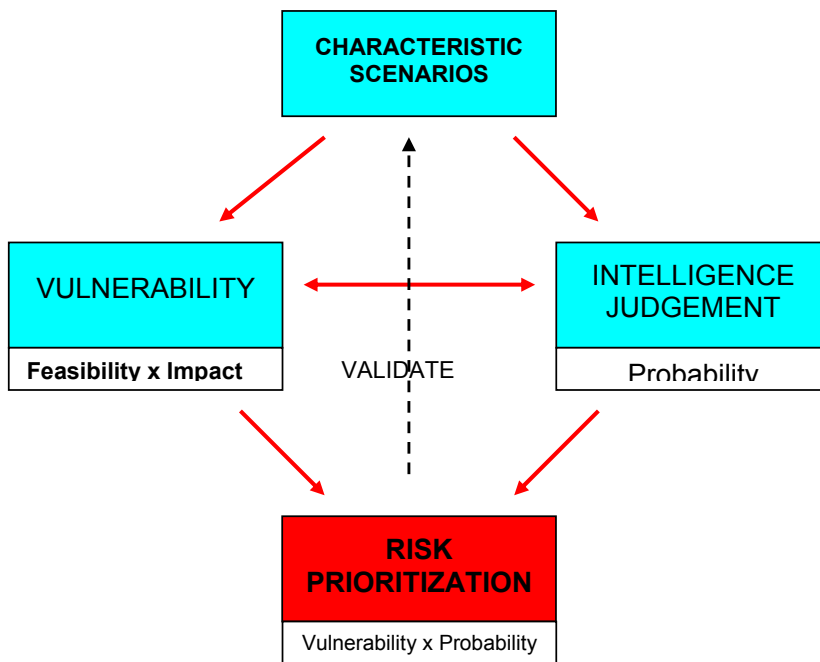 CHARACTERISTIC
SCENARIOS
VULNERABILITY
Feasibility x Impact
INTELLIGENCE
JUDGEMENT
Probability
VALIDATE
RISK
PRIORITIZATION
Vulnerability x Probability